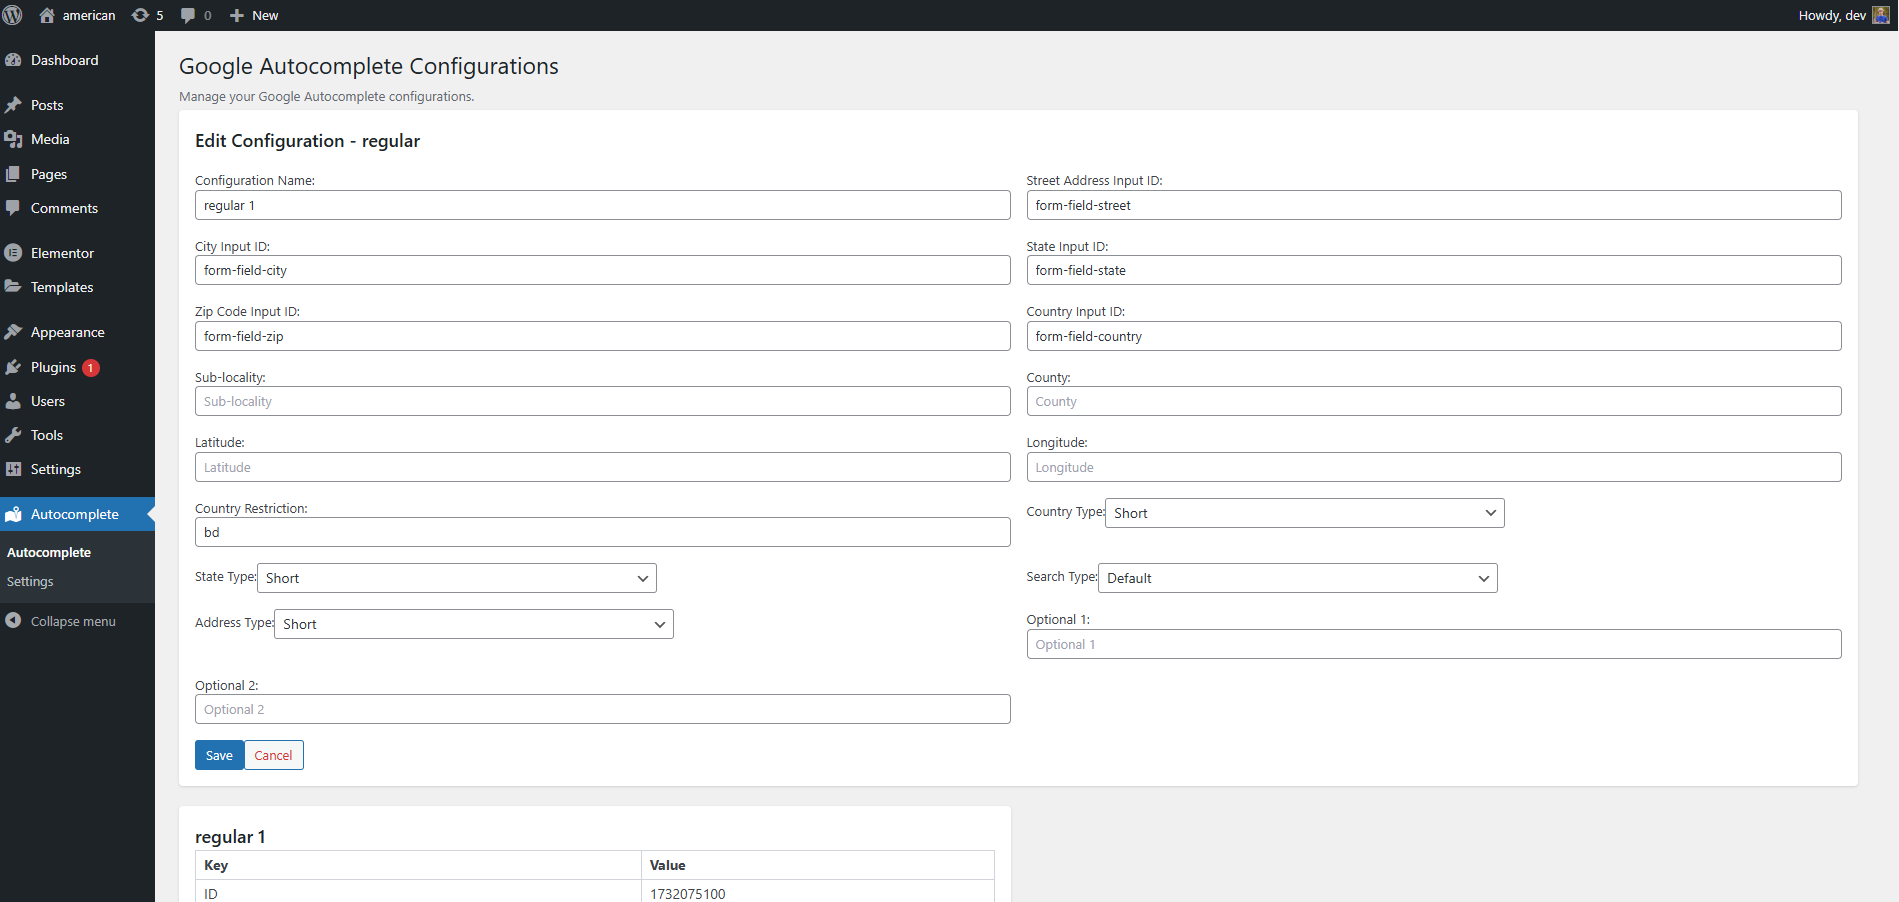 american 5 0 New Howdy, dev
Dashboard
Posts
Media
Pages
Comments
Elementor
Templates
Appearance
Plugins 1
Users
Tools
Settings
Autocomplete
Autocomplete
Settings
Collapse menu
Google Autocomplete Configurations
Manage your Google Autocomplete configurations.
Edit Configuration - regular
Configuration Name: Street Address Input ID:
regular 1 form-field-street
City Input ID: State Input ID:
form-field-city form-field-state
Zip Code Input ID: Country Input ID:
form-field-zip form-field-country
Sub-locality: County:
Sub-locality County
Latitude: Longitude:
Latitude Longitude
Country Restriction: Country Type: Short
bd
State Type: Short Search Type: Default
Address Type: Short Optional 1:
Optional 1
Optional 2:
Optional 2
Save Cancel
regular 1
Key Value
ID 1732075100